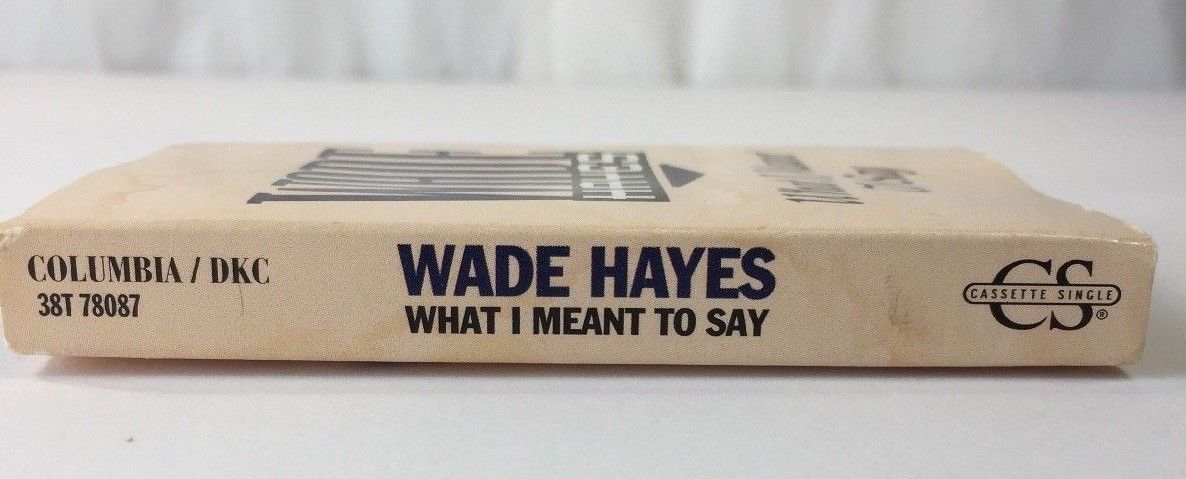 COLUMBIA / DKC
38T 78087
WADE HAYES
WHAT I MEANT TO SAY
CS
CASSETTE SINGLE
®